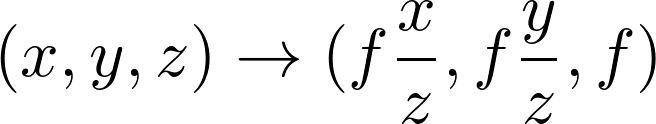 (x, y, z) → (f x/z, f y/z, f)